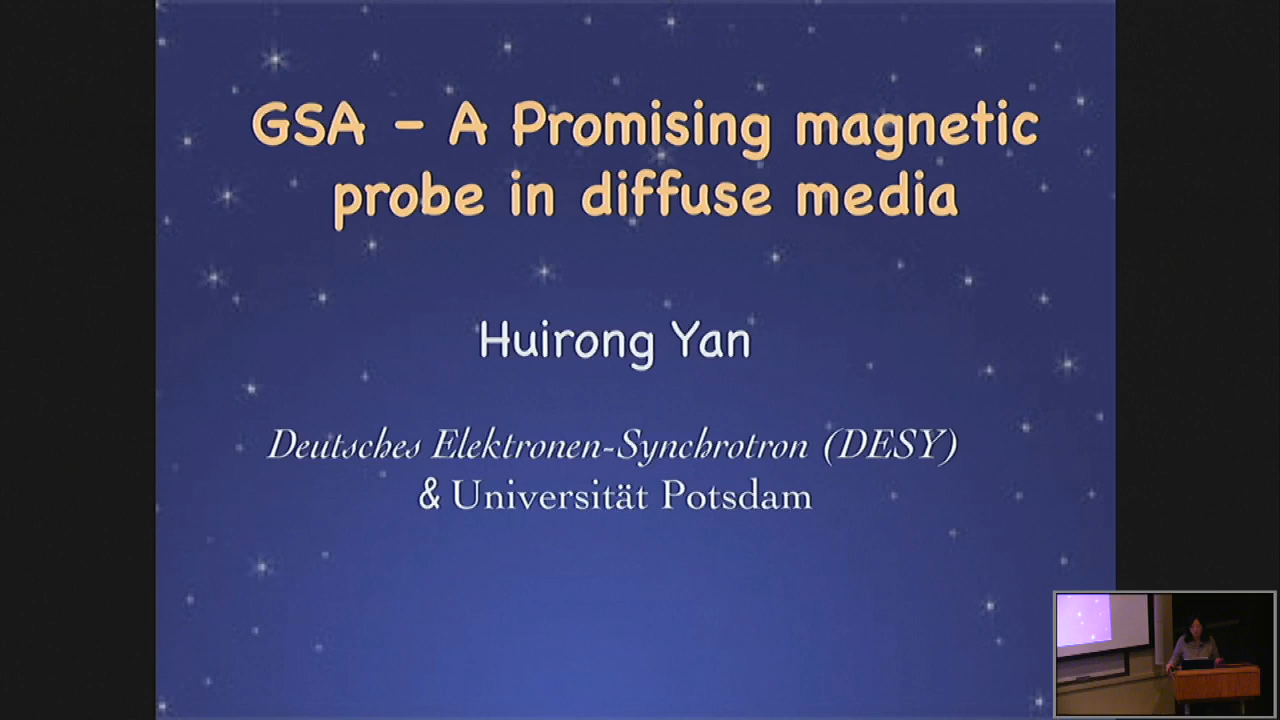 GSA – A Promising magnetic
probe in diffuse media
Huirong Yan
Deutsches Elektronen-Synchrotron (DESY)
& Universität Potsdam